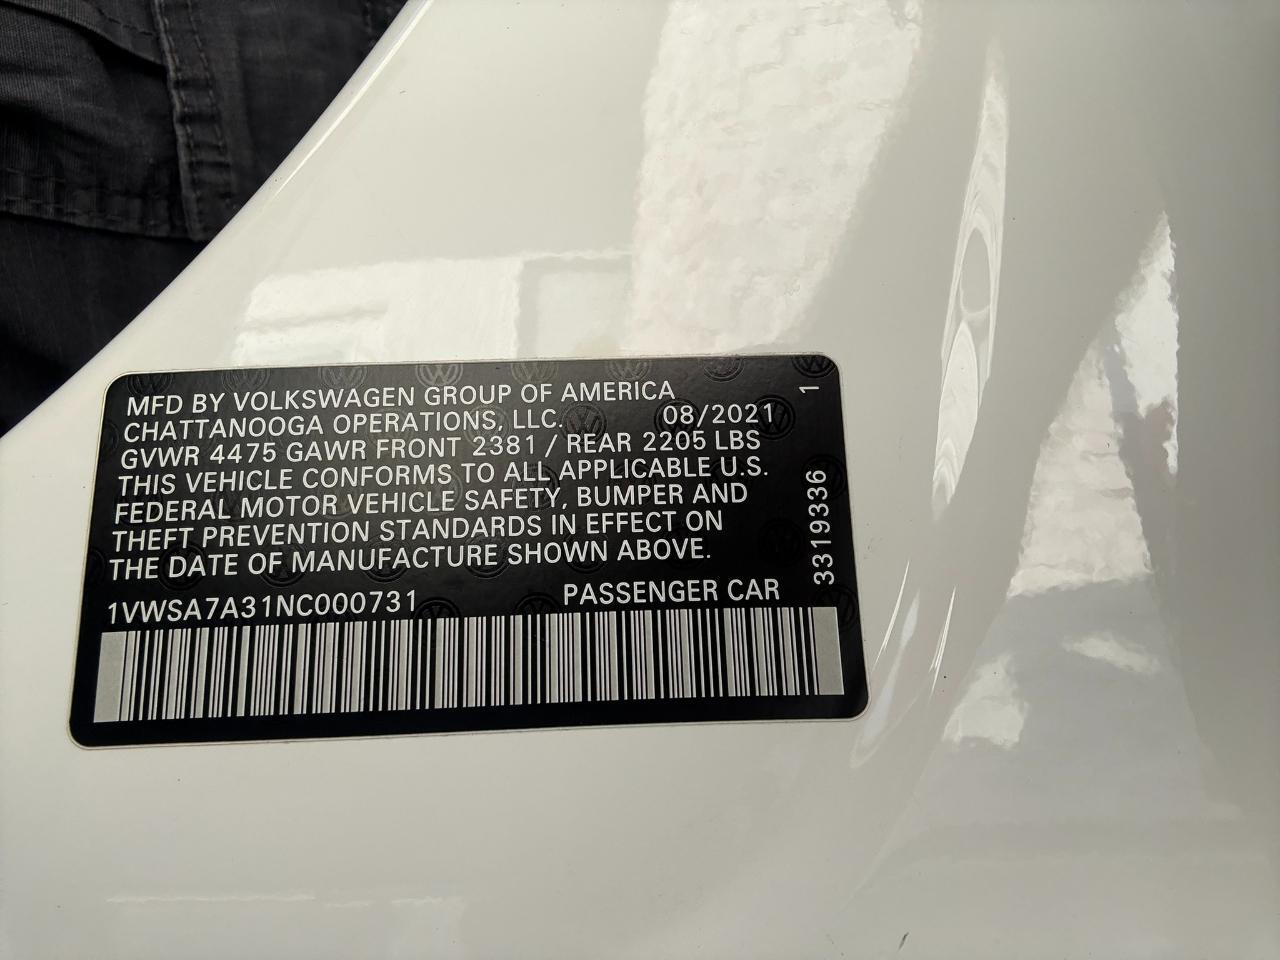 MFD BY VOLKSWAGEN GROUP OF AMERICA
CHATTANOOGA OPERATIONS, LLC. 08/2021
GVWR 4475 GAWR FRONT 2381 / REAR 2205 LBS
THIS VEHICLE CONFORMS TO ALL APPLICABLE U.S.
FEDERAL MOTOR VEHICLE SAFETY, BUMPER AND
THEFT PREVENTION STANDARDS IN EFFECT ON
THE DATE OF MANUFACTURE SHOWN ABOVE.
1VWSA7A31NC000731 PASSENGER CAR
3319336 1